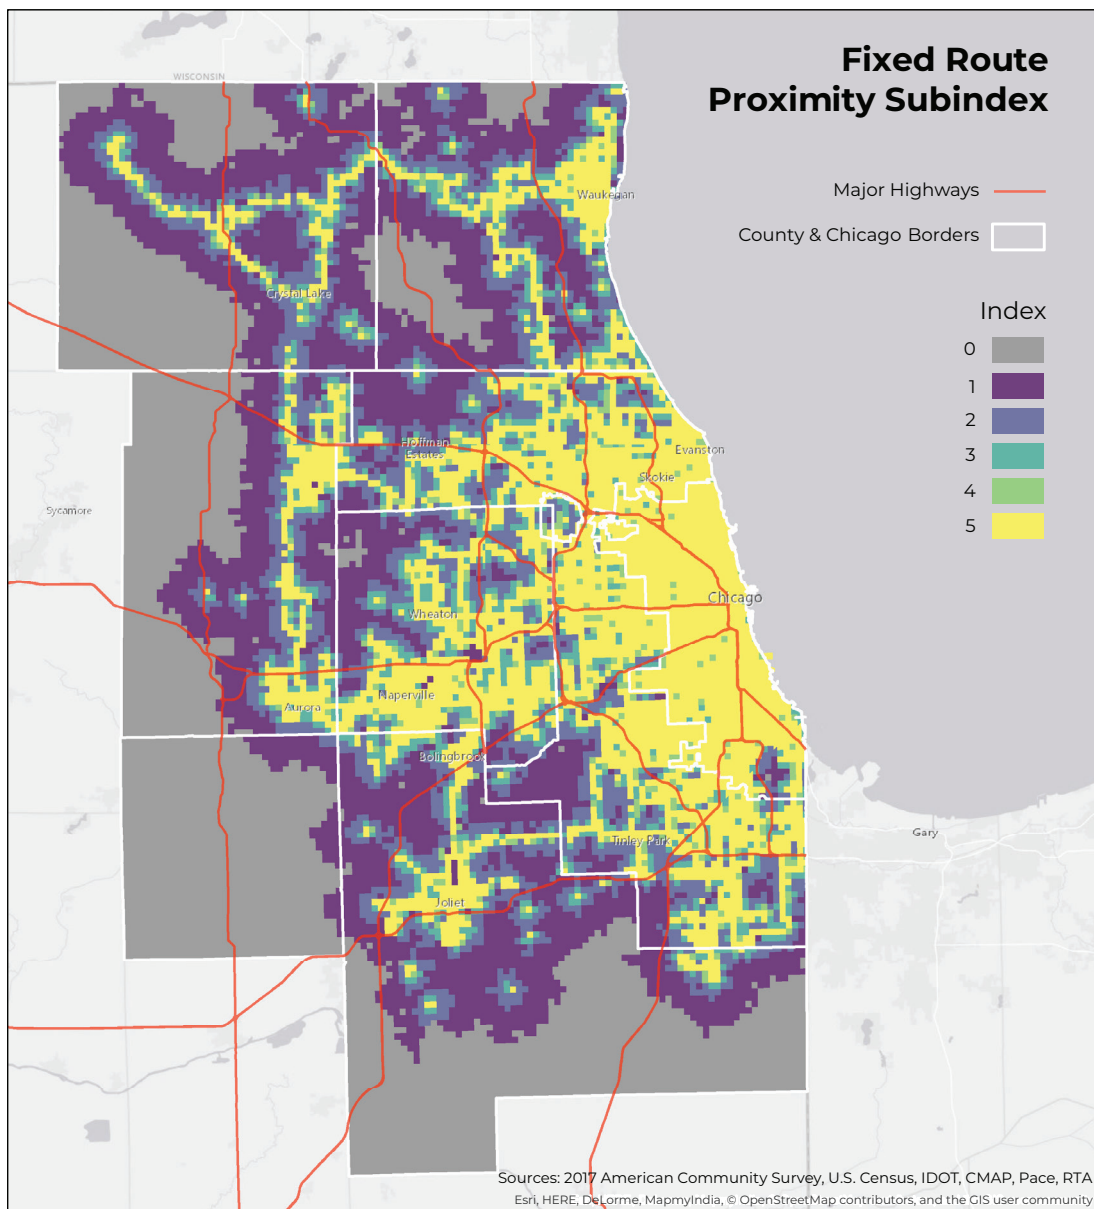 Fixed Route
Proximity Subindex
WISCONSIN
Major Highways
Waukegan
County & Chicago Borders
Crystal Lake
Index
0
1
2
3
4
5
Hoffman
Estates
Evanston
Skokie
Sycamore
Chicago
Wheaton
Naperville
Aurora
Bolingbrook
Gary
Tinley Park
Joliet
Sources: 2017 American Community Survey, U.S. Census, IDOT, CMAP, Pace, RTA
Esri, HERE, DeLorme, MapmyIndia, © OpenStreetMap contributors, and the GIS user community